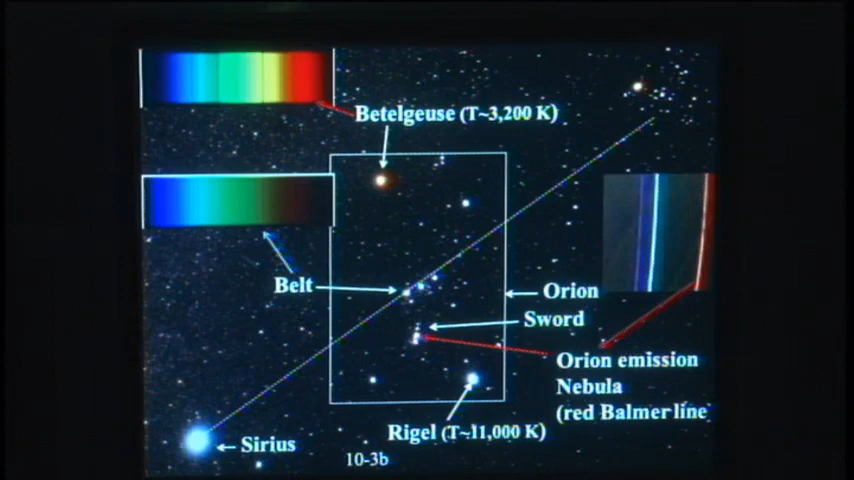 Betelgeuse (T~3,200 K)
Belt
Orion
Sword
Orion emission
Nebula
(red Balmer line
Rigel (T~11,000 K)
Sirius
10-3b